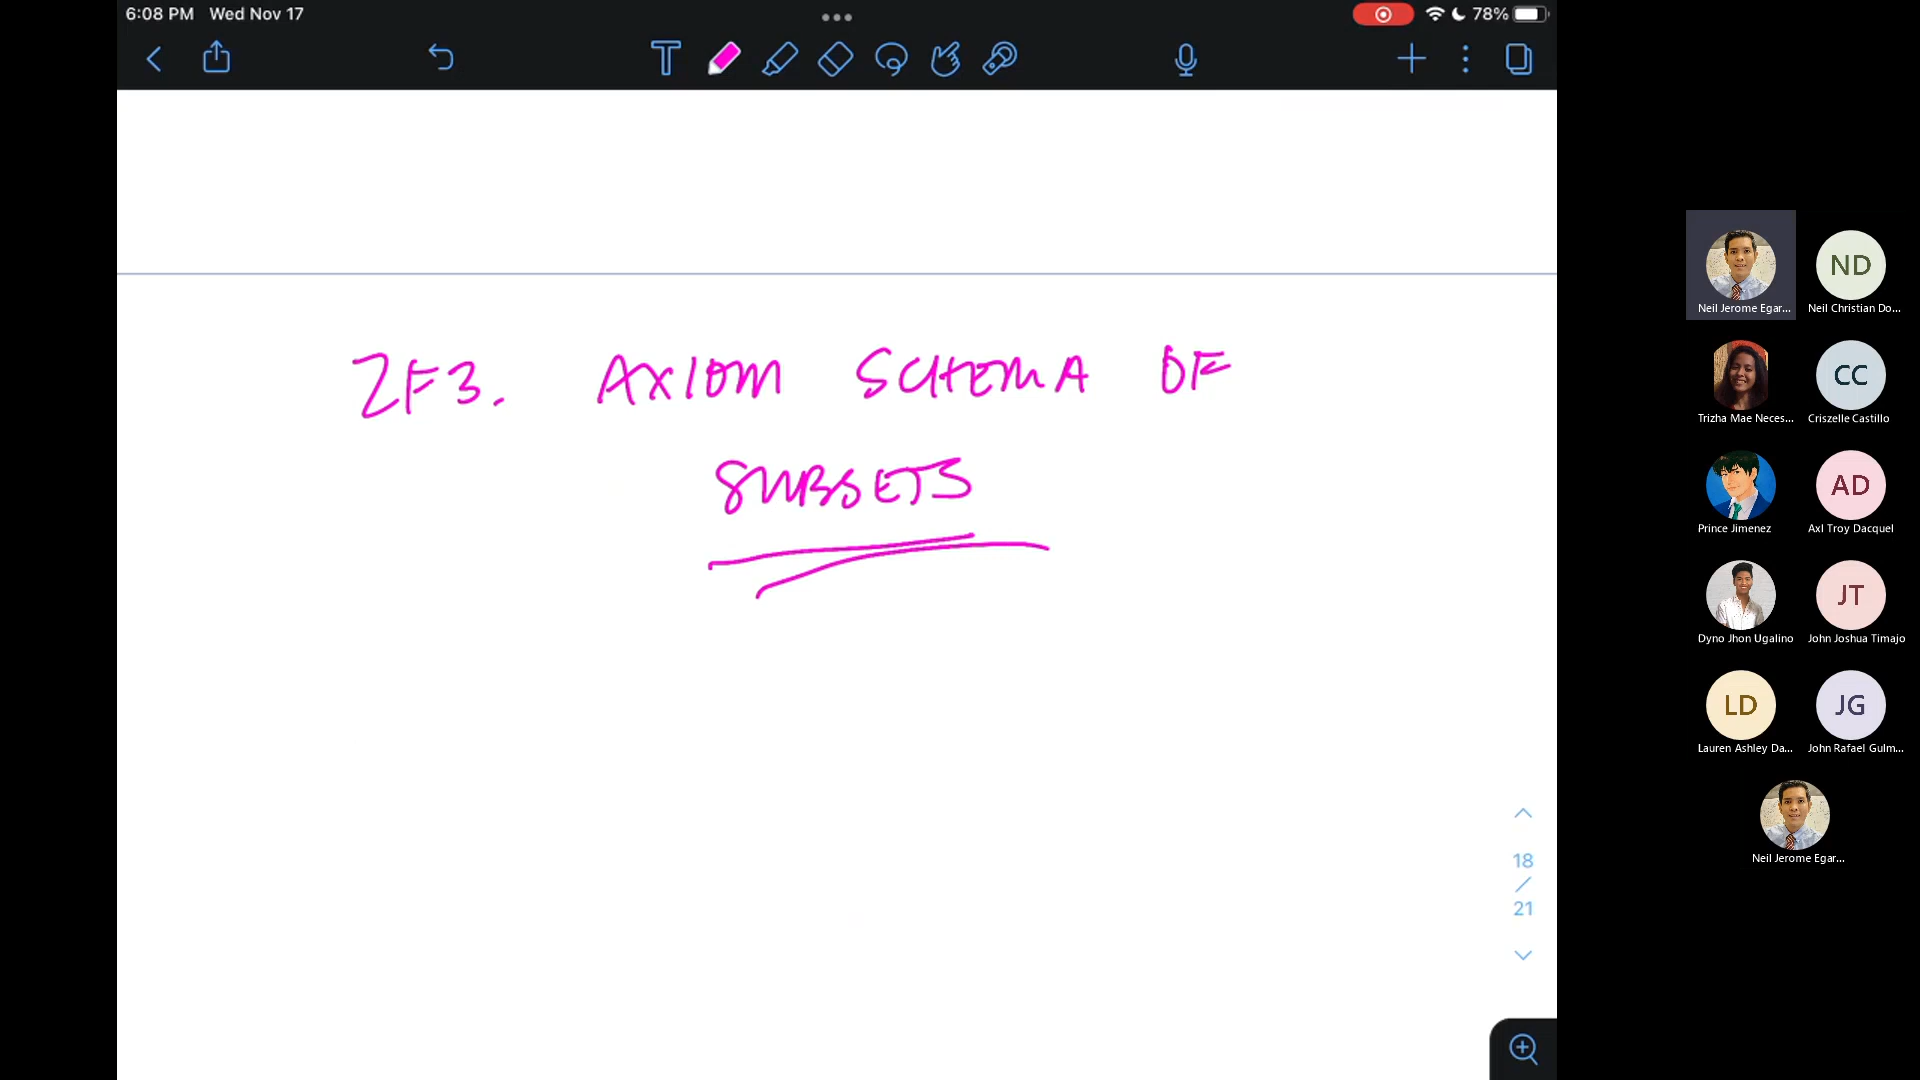 6:08 PM Wed Nov 17
78%
T
ZF3. AXIOM SCHEMA OF
SUBSETS
18
/
21
Neil Jerome Egar...
ND
Neil Christian Do...
Trizha Mae Neces...
CC
Criszelle Castillo
Prince Jimenez
AD
Axl Troy Dacquel
Dyno Jhon Ugalino
JT
John Joshua Timajo
LD
Lauren Ashley Da...
JG
John Rafael Gulm...
Neil Jerome Egar...